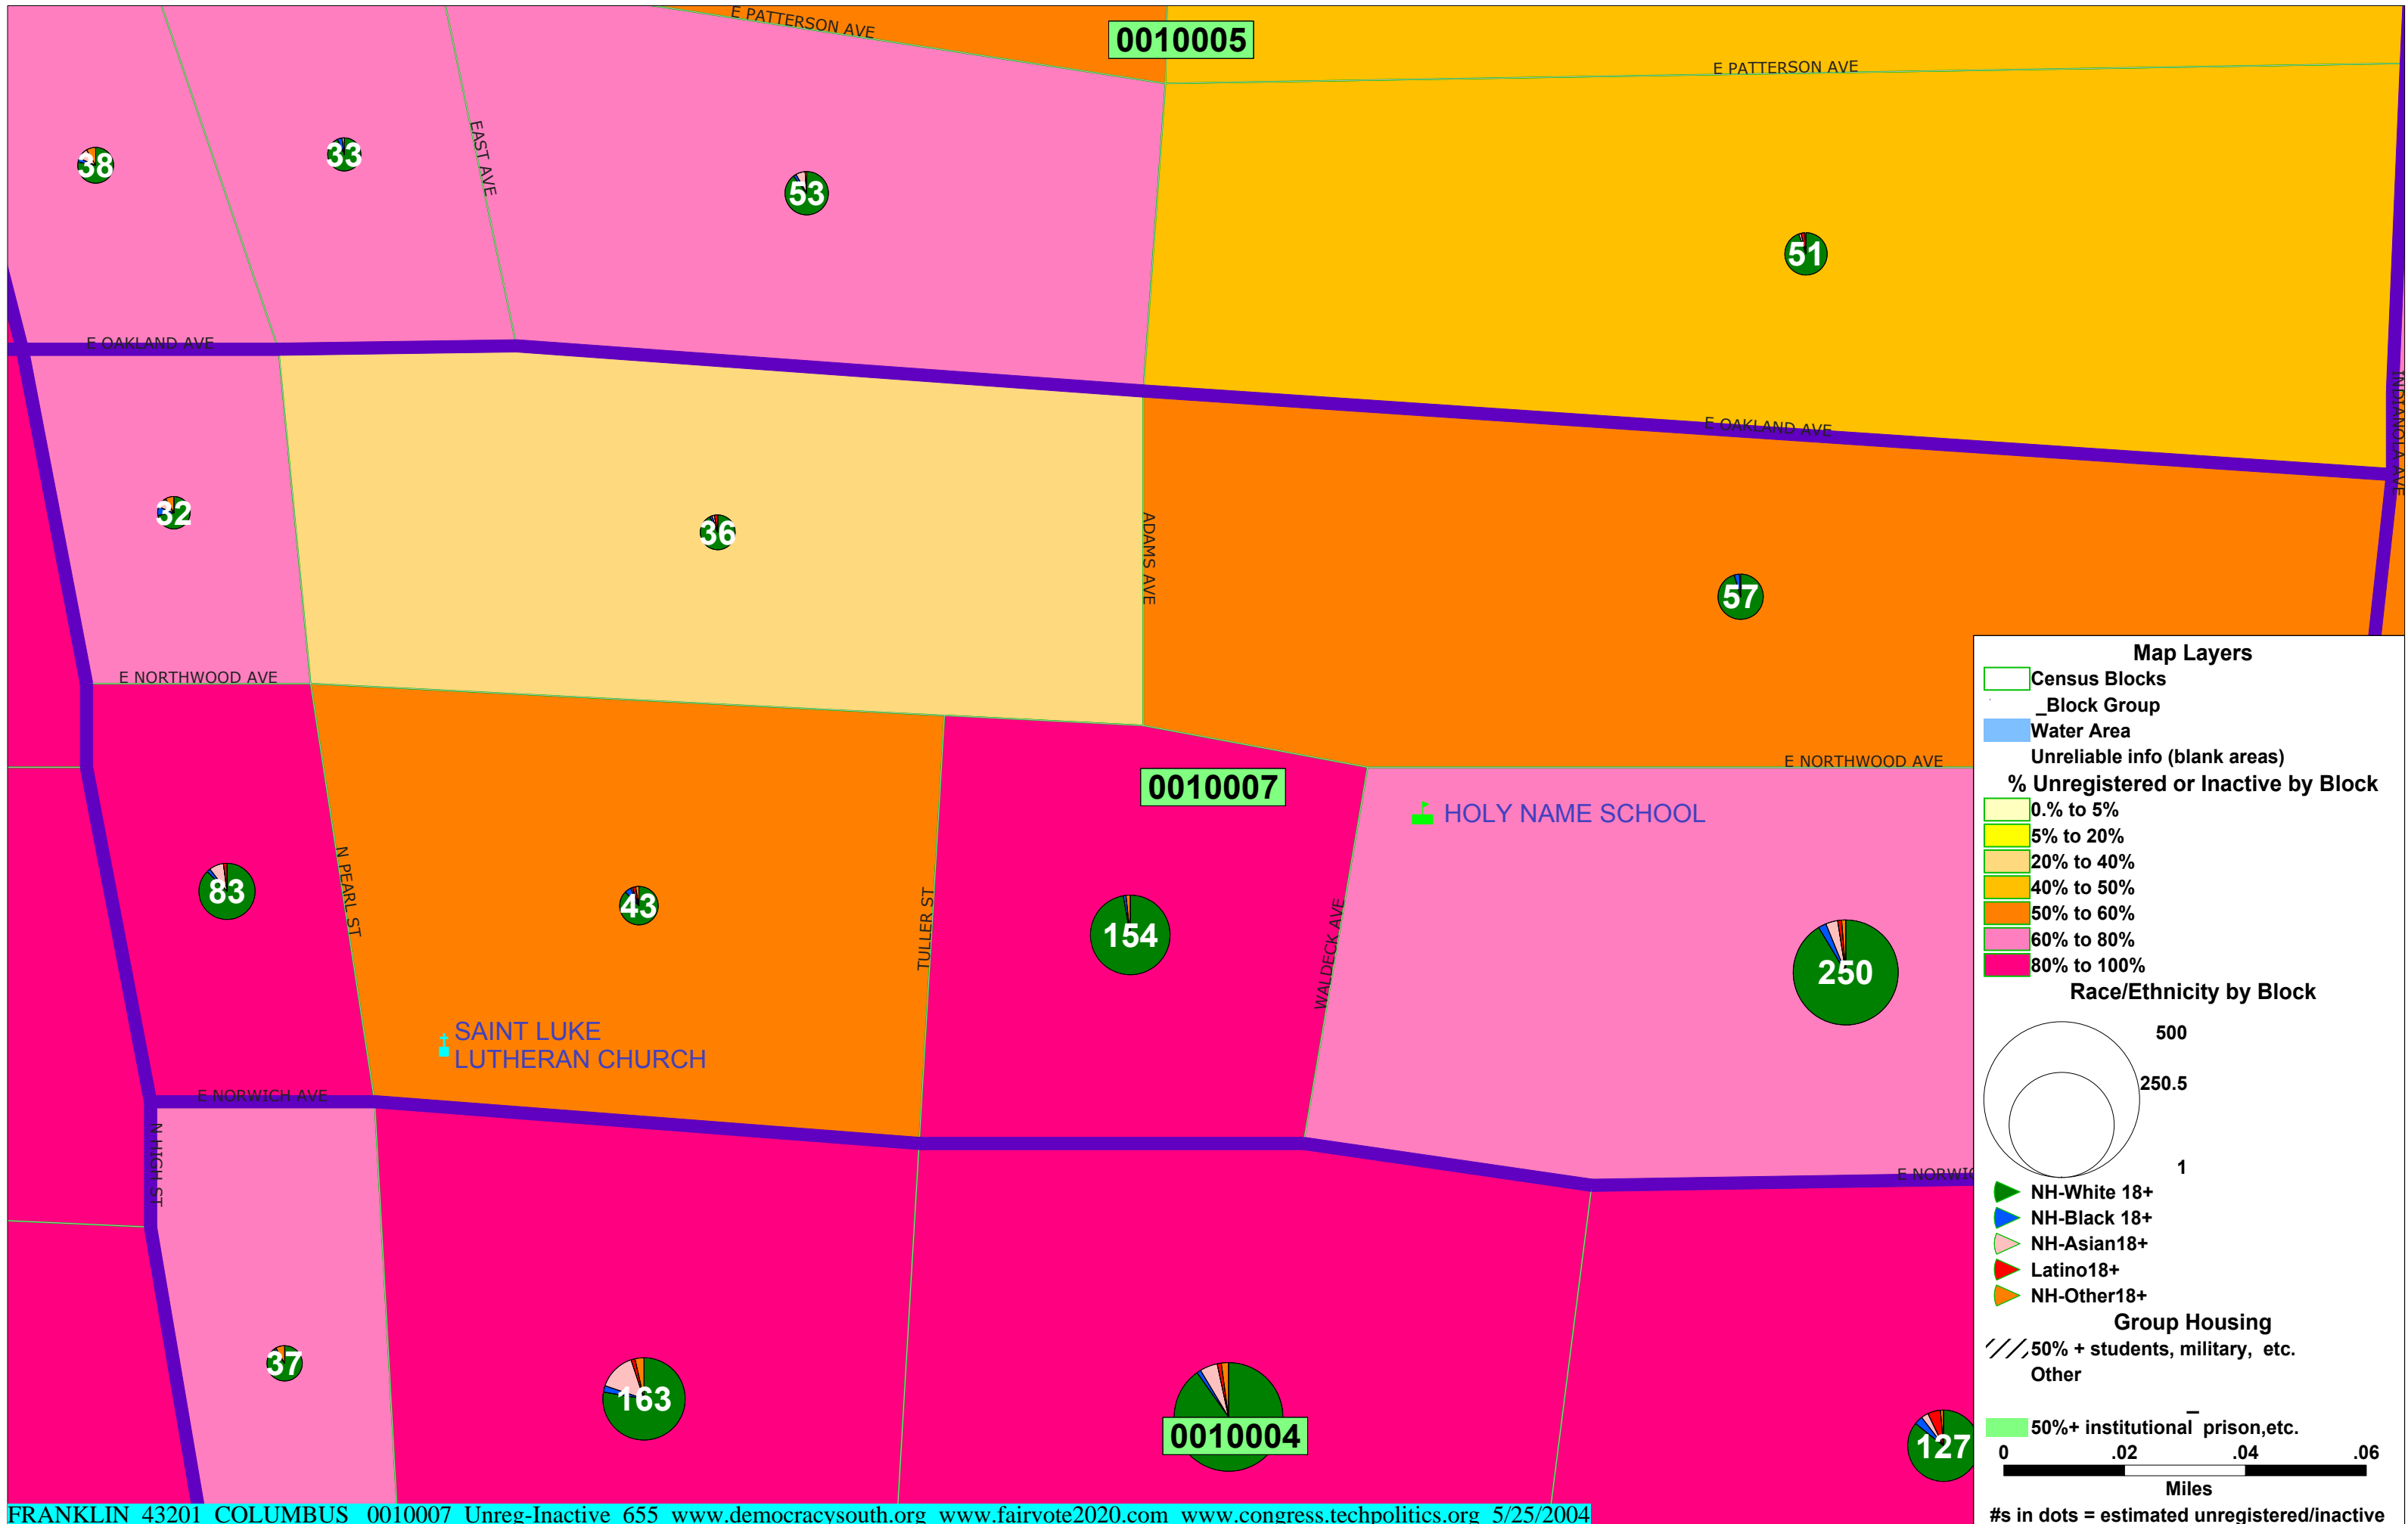 E PATTERSON AVE
0010005
E PATTERSON AVE
EAST AVE
38
33
53
51
E OAKLAND AVE
E OAKLAND AVE
INDIANOLA AVE
32
36
ADAMS AVE
57
E NORTHWOOD AVE
E NORTHWOOD AVE
0010007
HOLY NAME SCHOOL
N PEARL ST
83
43
TULLER ST
154
WALDECK AVE
250
SAINT LUKE
LUTHERAN CHURCH
E NORWICH AVE
N HIGH ST
E NORWIC
37
163
0010004
127
Map Layers
Census Blocks
_Block Group
Water Area
Unreliable info (blank areas)
% Unregistered or Inactive by Block
0.% to 5%
5% to 20%
20% to 40%
40% to 50%
50% to 60%
60% to 80%
80% to 100%
Race/Ethnicity by Block
500
250.5
1
NH-White 18+
NH-Black 18+
NH-Asian18+
Latino18+
NH-Other18+
Group Housing
50% + students, military, etc.
Other
50%+ institutional_ prison,etc.
0 .02 .04 .06
Miles
#s in dots = estimated unregistered/inactive
FRANKLIN 43201 COLUMBUS 0010007 Unreg-Inactive 655 www.democracysouth.org www.fairvote2020.com www.congress.techpolitics.org 5/25/2004